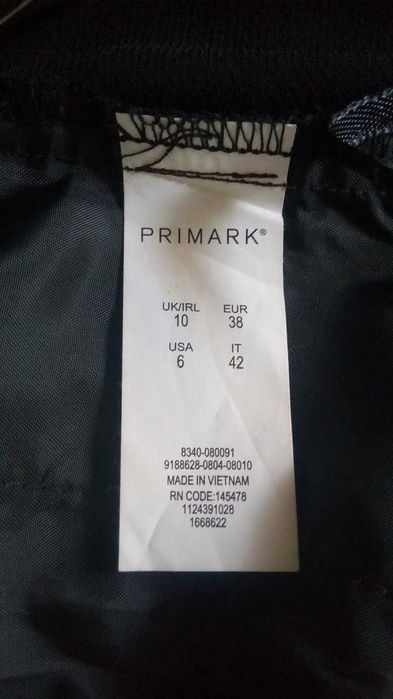 PRIMARK®
UK/IRL EUR
10 38
USA IT
6 42
8340-080091
9188628-0804-08010
MADE IN VIETNAM
RN CODE:145478
1124391028
1668622